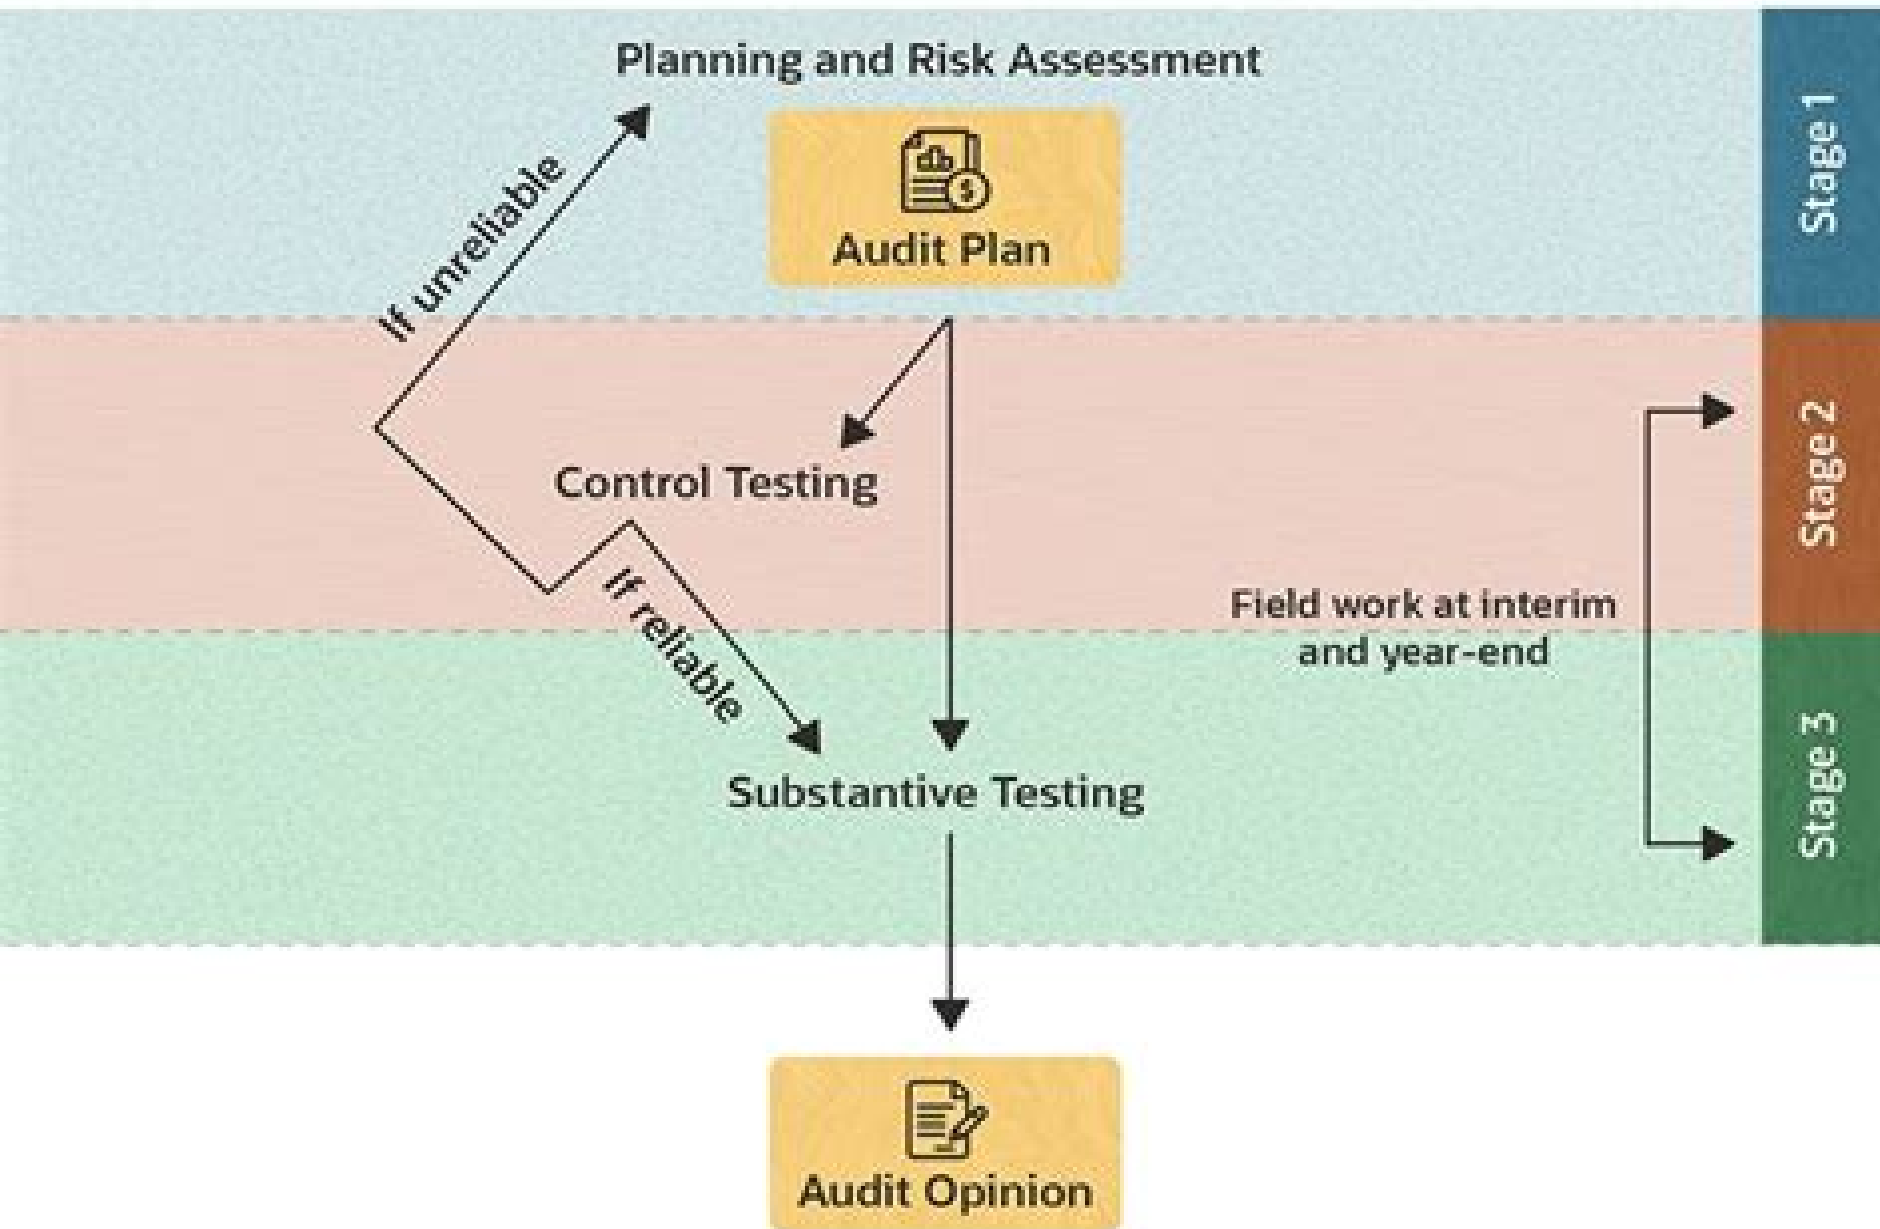 Planning and Risk Assessment
Stage 1
If unreliable
$
Audit Plan
Control Testing
Stage 2
If reliable
Field work at interim
and year-end
Substantive Testing
Stage 3
Audit Opinion